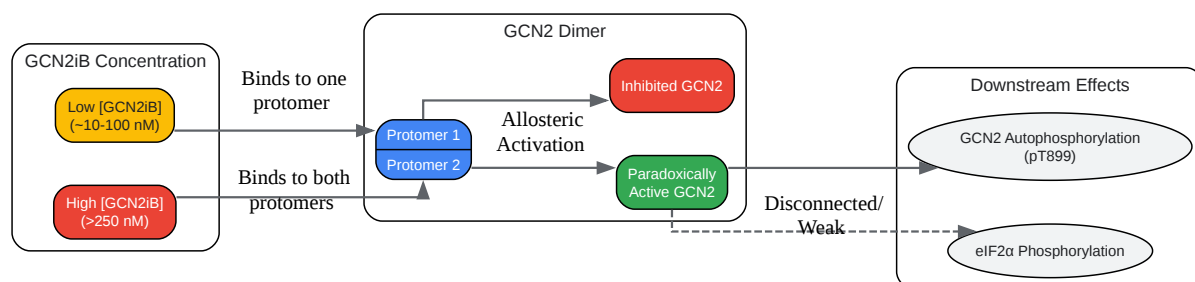 GCN2iB Concentration
Low [GCN2iB]
(~10-100 nM)
High [GCN2iB]
(>250 nM)
Binds to one
protomer
Binds to both
protomers
GCN2 Dimer
Protomer 1
Protomer 2
Allosteric
Activation
Inhibited GCN2
Paradoxically
Active GCN2
Disconnected/
Weak
Downstream Effects
GCN2 Autophosphorylation
(pT899)
eIF2α Phosphorylation